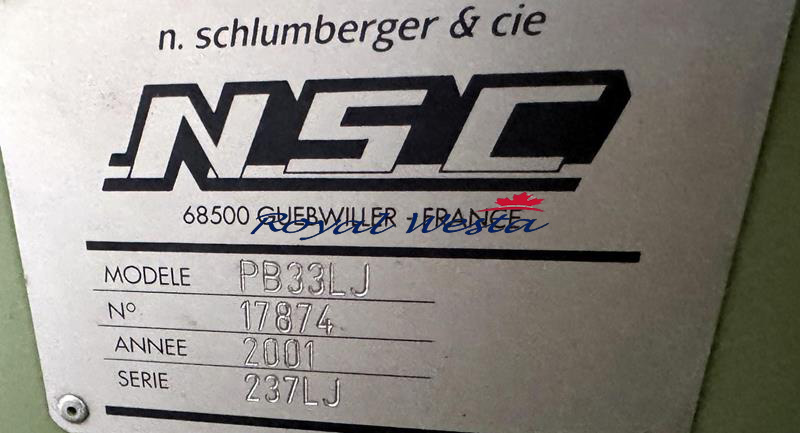 n. schlumberger & cie
NSC
68500 GUEBWILLER - FRANCE
Royal Westa
MODELE PB33LJ
N° 17874
ANNEE 2001
SERIE 237LJ